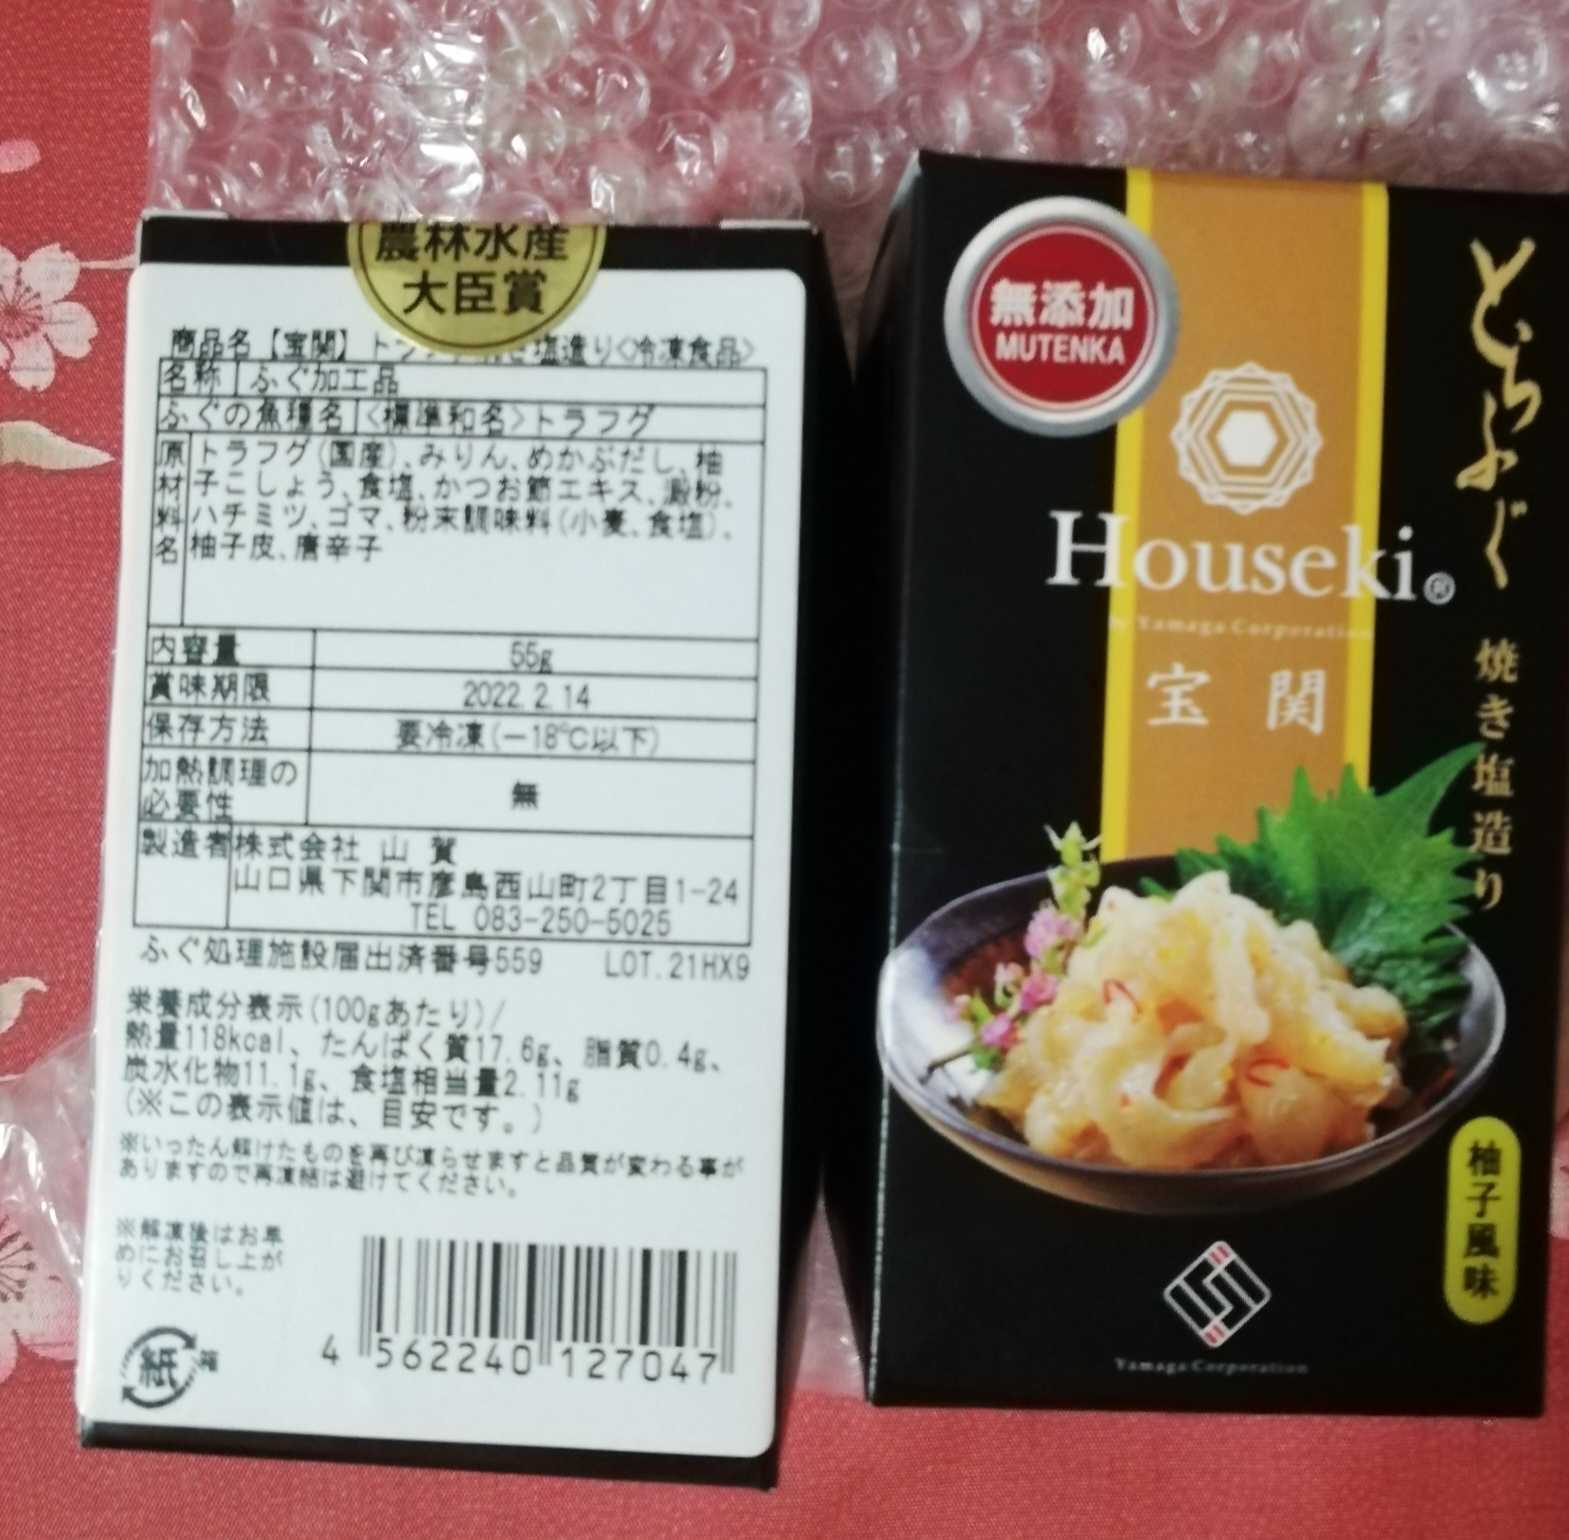 農林水産
大臣賞
商品名【宝関】ト 塩造り<冷凍食品>
名称 ふぐ加工品
ふぐの魚種名 <標準和名>トラフグ
原材料名 トラフグ(国産)、みりん、めかぶだし、柚
子こしょう、食塩、かつお節エキス、澱粉、
ハチミツ、ゴマ、粉末調味料(小麦、食塩)、
柚子皮、唐辛子
内容量 55g
賞味期限 2022.2.14
保存方法 要冷凍(-18℃以下)
加熱調理の
必要性 無
製造者 株式会社 山 賀
山口県下関市彦島西山町2丁目1-24
TEL 083-250-5025
ふぐ処理施設届出済番号559 LOT.21HX9
栄養成分表示(100gあたり)/
熱量118kcal、たんぱく質17.6g、脂質0.4g、
炭水化物11.1g、食塩相当量2.11g
(※この表示値は、目安です。)
※いったん解けたものを再び凍らせますと品質が変わる事が
ありますので再凍結は避けてください。
※解凍後はお早
めにお召し上が
りください。
紙 箱
4 562240 127047
無添加
MUTENKA
とらふぐ
焼き塩造り
Houseki®
by Yamaga Corporation
宝関
柚子風味
Yamaga Corporation